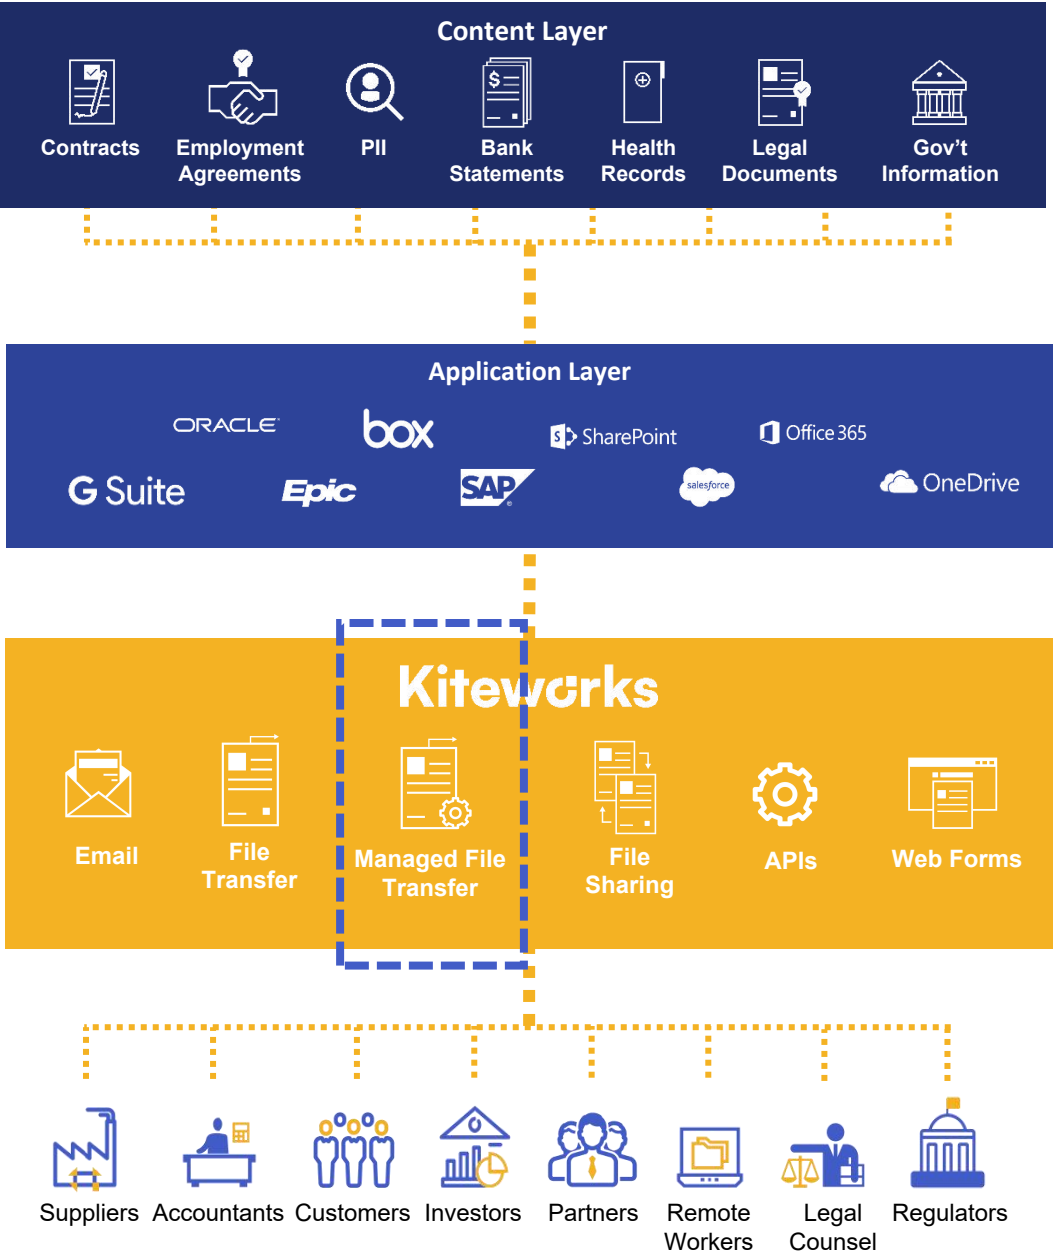 Content Layer
Contracts
Employment
Agreements
PII
Bank
Statements
Health
Records
Legal
Documents
Gov't
Information
Application Layer
ORACLE
box
SharePoint
Office 365
G Suite
Epic
SAP
salesforce
OneDrive
Kiteworks
Email
File
Transfer
Managed File
Transfer
File
Sharing
APIs
Web Forms
Suppliers
Accountants
Customers
Investors
Partners
Remote
Workers
Legal
Counsel
Regulators